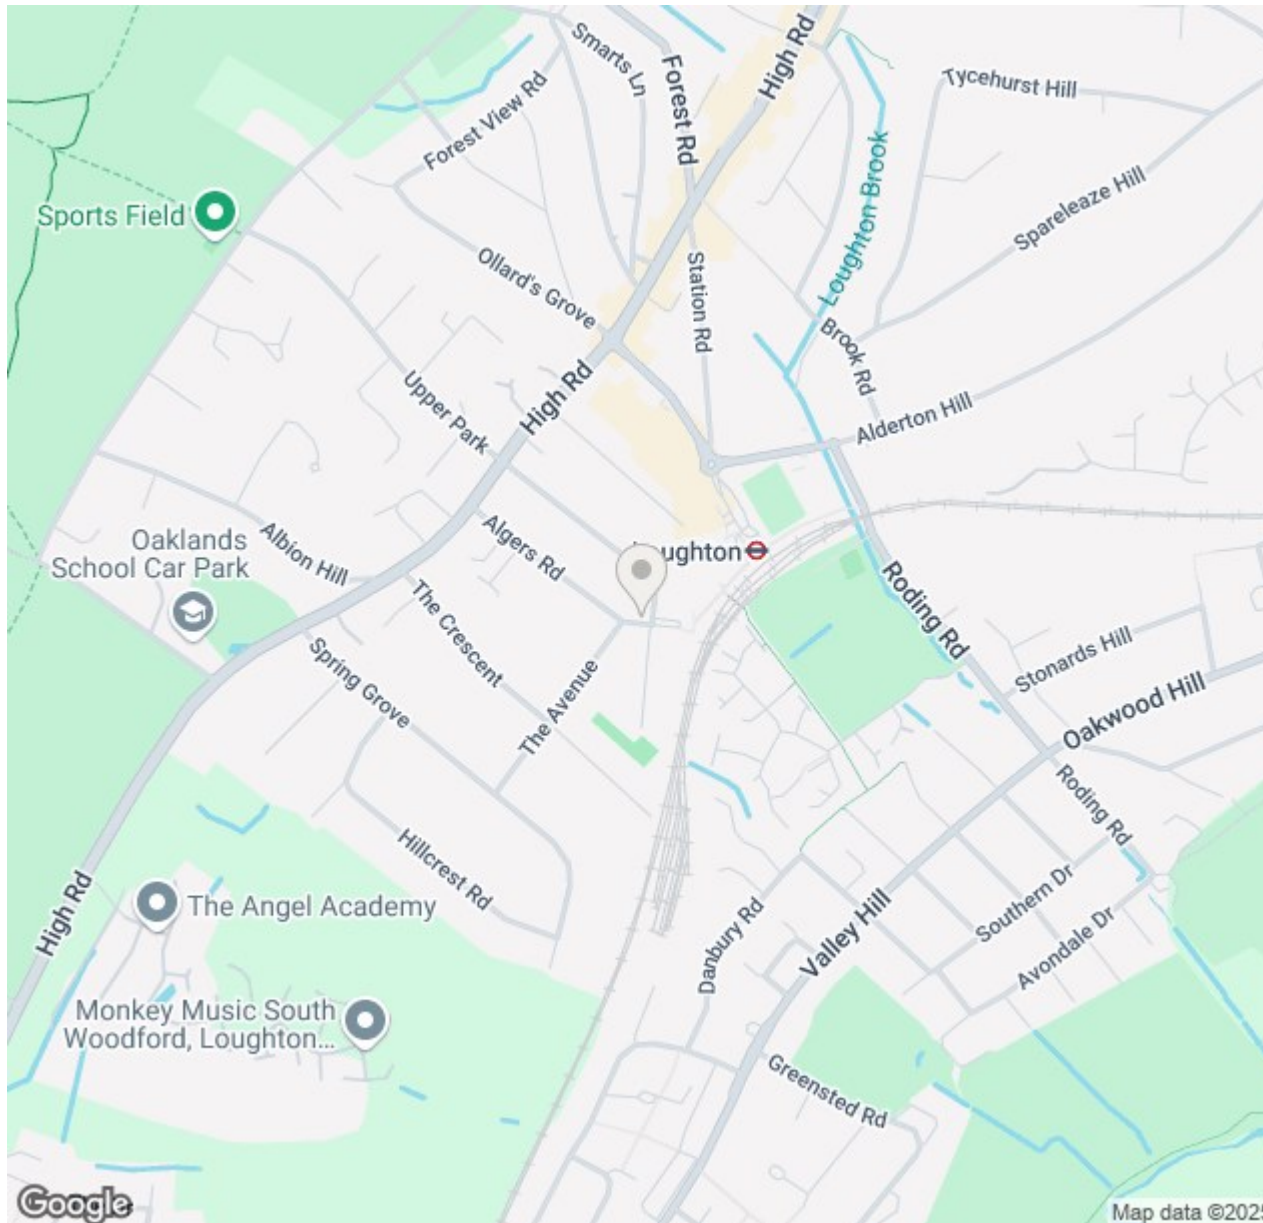 Smarts Ln
Forest Rd
High Rd
Tycehurst Hill
Forest View Rd
Loughton Brook
Spareleaze Hill
Sports Field
Ollard's Grove
Station Rd
Brook Rd
High Rd
Upper Park
Alderton Hill
Algers Rd
Oaklands
School Car Park
Albion Hill
oughton
Roding Rd
The Crescent
Spring Grove
The Avenue
Stonards Hill
Oakwood Hill
Roding Rd
Hillcrest Rd
High Rd
The Angel Academy
Danbury Rd
Valley Hill
Southern Dr
Avondale Dr
Monkey Music South
Woodford, Loughton...
Greensted Rd
Google
Map data ©2025